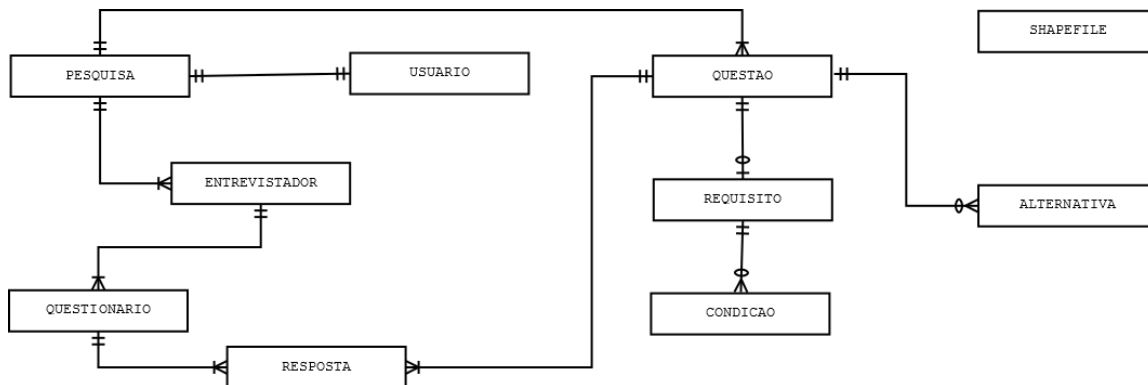 SHAPEFILE
PESQUISA
USUARIO
QUESTAO
ENTREVISTADOR
REQUISITO
ALTERNATIVA
QUESTIONARIO
CONDICAO
RESPOSTA